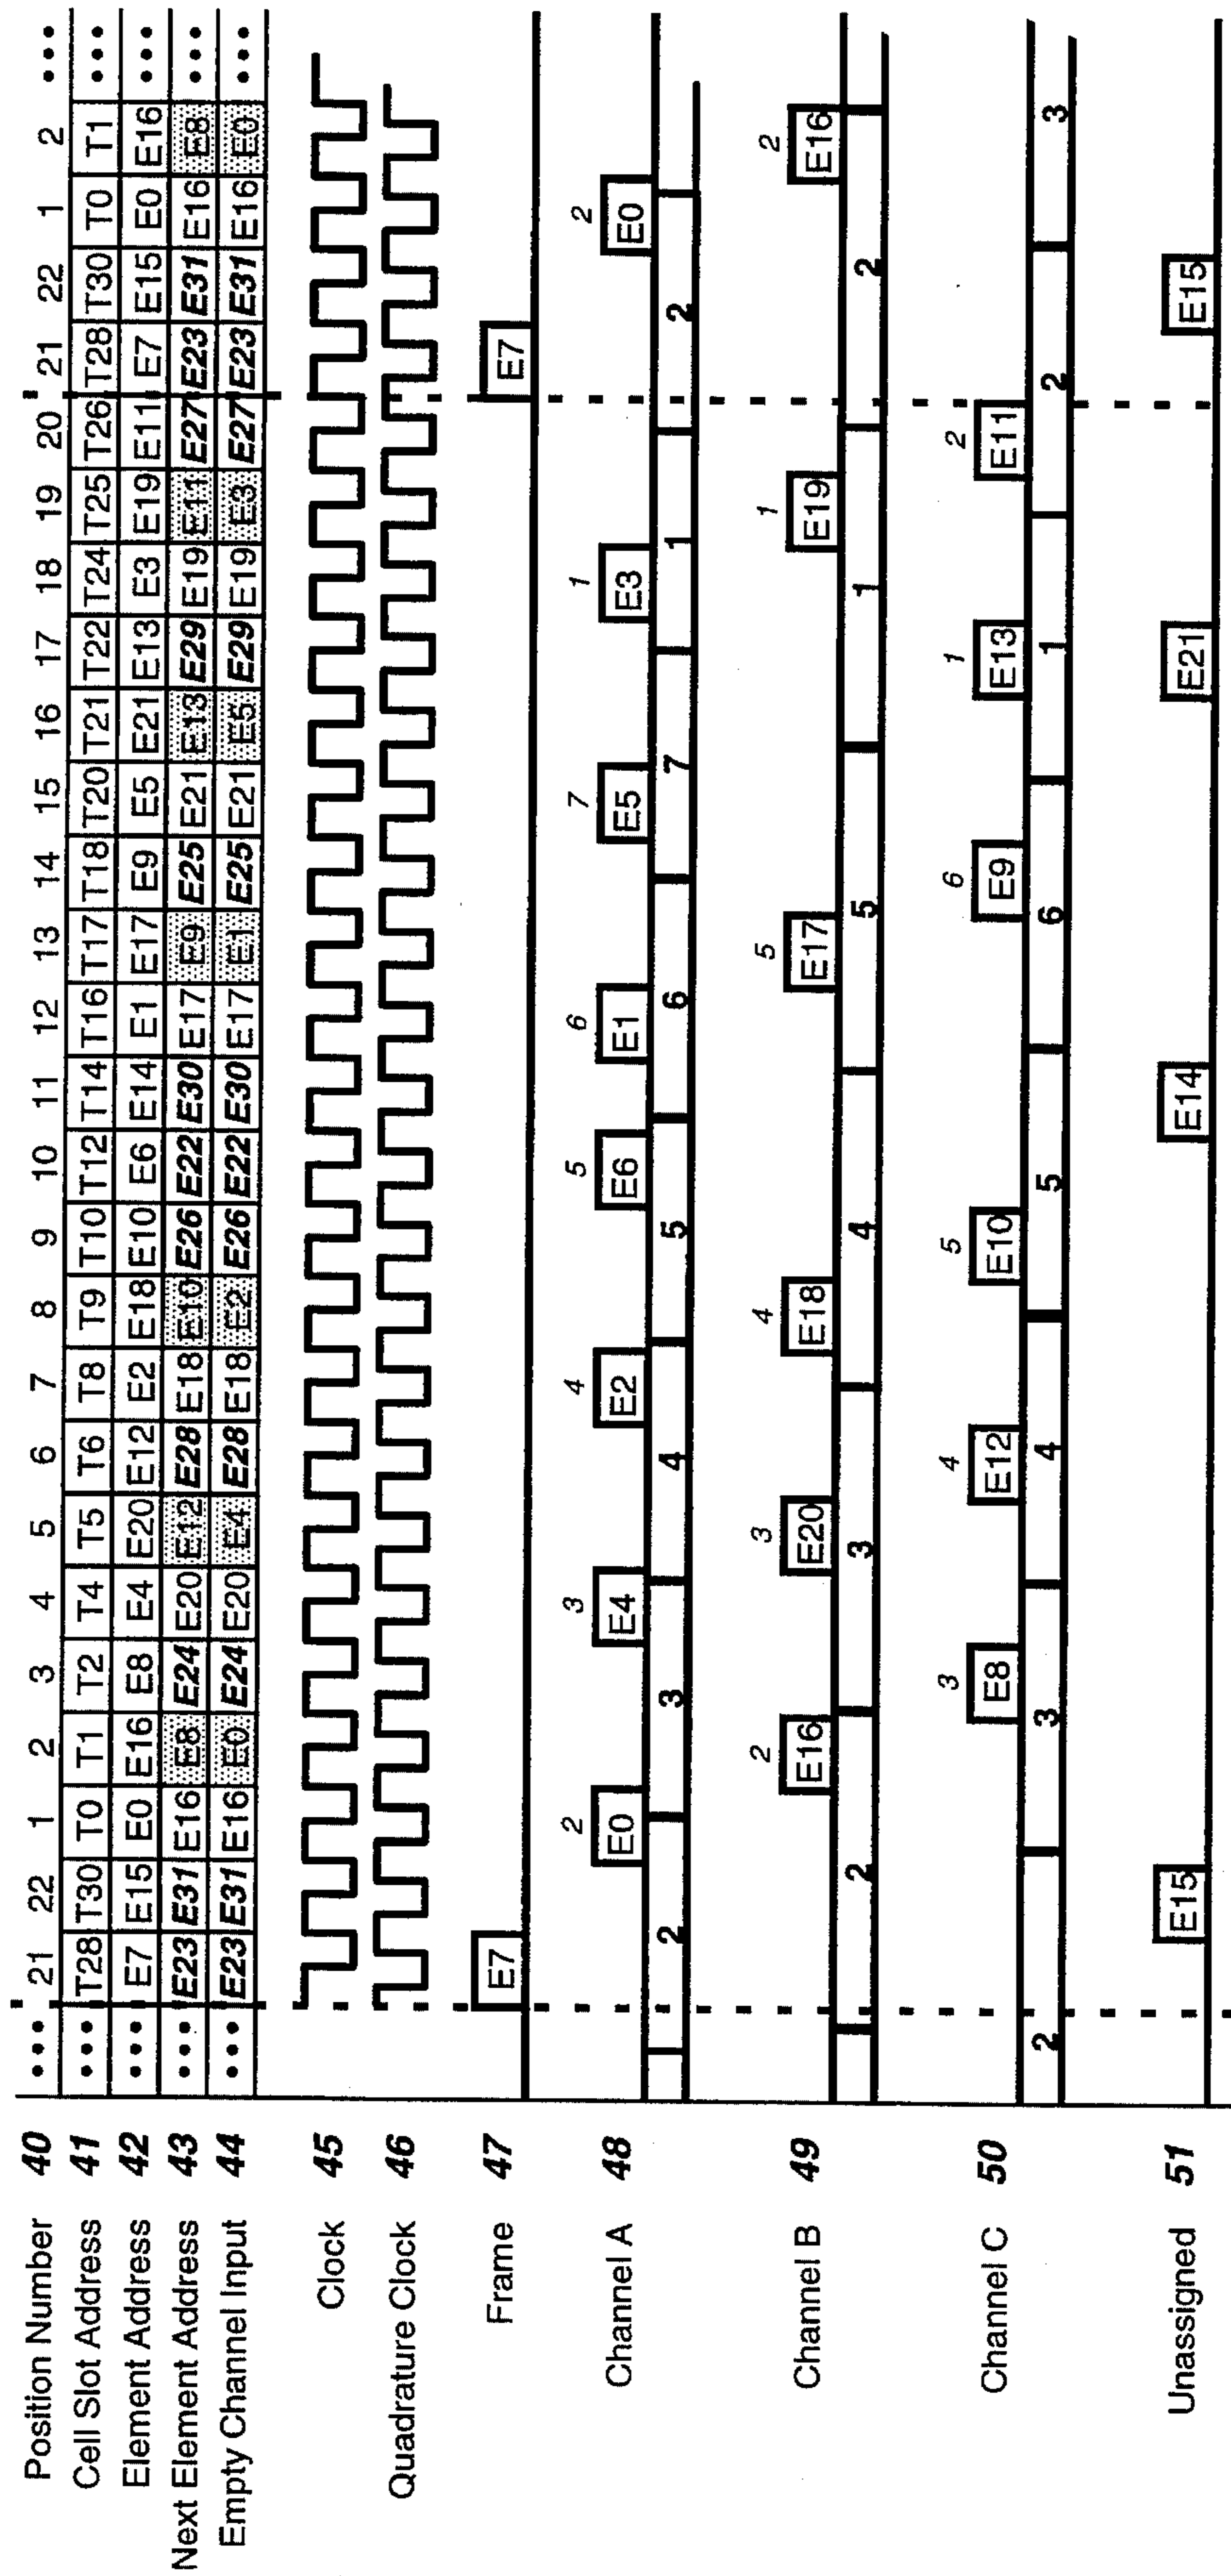 Position Number 40 ••• 21 22 1 2 3 4 5 6 7 8 9 10 11 12 13 14 15 16 17 18 19 20 21 22 1 2 •••
Cell Slot Address 41 ••• T28 T30 T0 T1 T2 T4 T5 T6 T8 T9 T10 T12 T14 T16 T17 T18 T20 T21 T22 T24 T25 T26 T28 T30 T0 T1 •••
Element Address 42 ••• E7 E15 E0 E16 E8 E4 E20 E12 E2 E18 E10 E6 E14 E1 E17 E9 E5 E21 E13 E3 E19 E11 E7 E15 E0 E16 •••
Next Element Address 43 ••• E23 E31 E16 E8 E24 E20 E12 E28 E18 E10 E26 E22 E30 E17 E9 E25 E21 E13 E29 E19 E11 E27 E23 E31 E16 E8 •••
Empty Channel Input 44 ••• E23 E31 E16 E0 E24 E20 E4 E28 E18 E2 E26 E22 E30 E17 E1 E25 E21 E5 E29 E19 E3 E27 E23 E31 E16 E0 •••
Clock 45
Quadrature Clock 46
Frame 47 E7 E7
2 3 4 5 6 7 1 2
Channel A 48 E0 E4 E2 E6 E1 E5 E3 E0
2 3 4 5 6 7 1 2
2 3 4 5 1 2
Channel B 49 E16 E20 E18 E17 E19 E16
2 3 4 5 1 2
3 4 5 6 1 2
Channel C 50 E8 E12 E10 E9 E13 E11
2 3 4 5 6 1 2 3
Unassigned 51 E15 E14 E21 E15